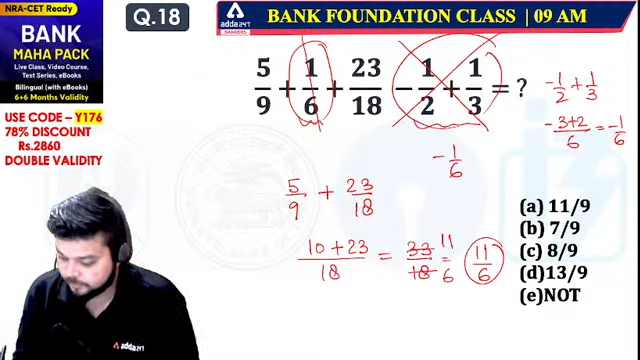 NRA-CET Ready
BANK
MAHA PACK
Live Class, Video Course,
Test Series, eBooks
Bilingual (with eBooks)
6+6 Months Validity
USE CODE – Y176
78% DISCOUNT
Rs.2860
DOUBLE VALIDITY
Q.18
adda247
BANKERS
BANK FOUNDATION CLASS | 09 AM
5/9 + 1/6 + 23/18 - 1/2 + 1/3 = ?
-1/2 + 1/3
-3+2/6 = -1/6
-1/6
5/9 + 23/18
10+23/18 = 33/18 = 11/6 11/6
(a) 11/9
(b) 7/9
(c) 8/9
(d)13/9
(e)NOT
adda247